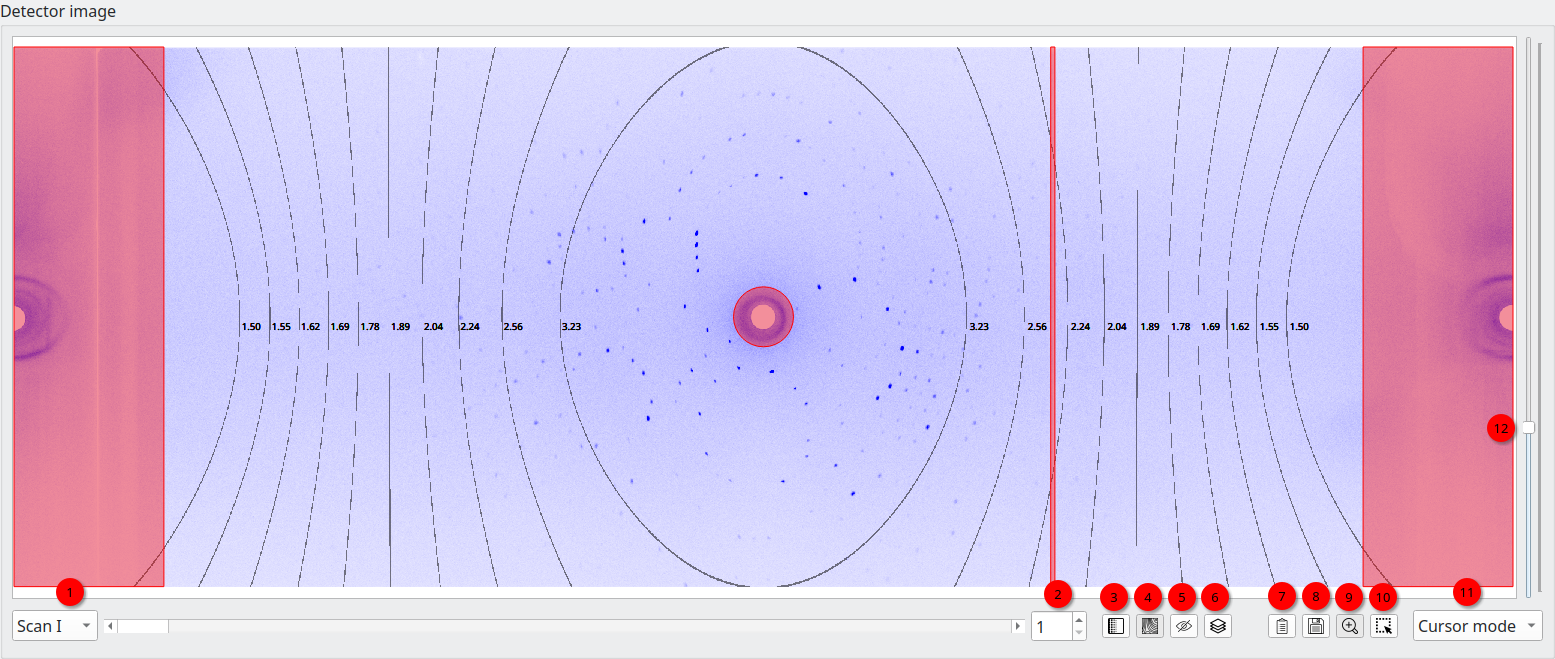 Detector image
1.50 1.55 1.62 1.69 1.78 1.89 2.04 2.24 2.56 3.23 3.23 2.56 2.24 2.04 1.89 1.78 1.69 1.62 1.55 1.50
12
1 2 3 4 5 6 7 8 9 10 11
Scan I 1 Cursor mode